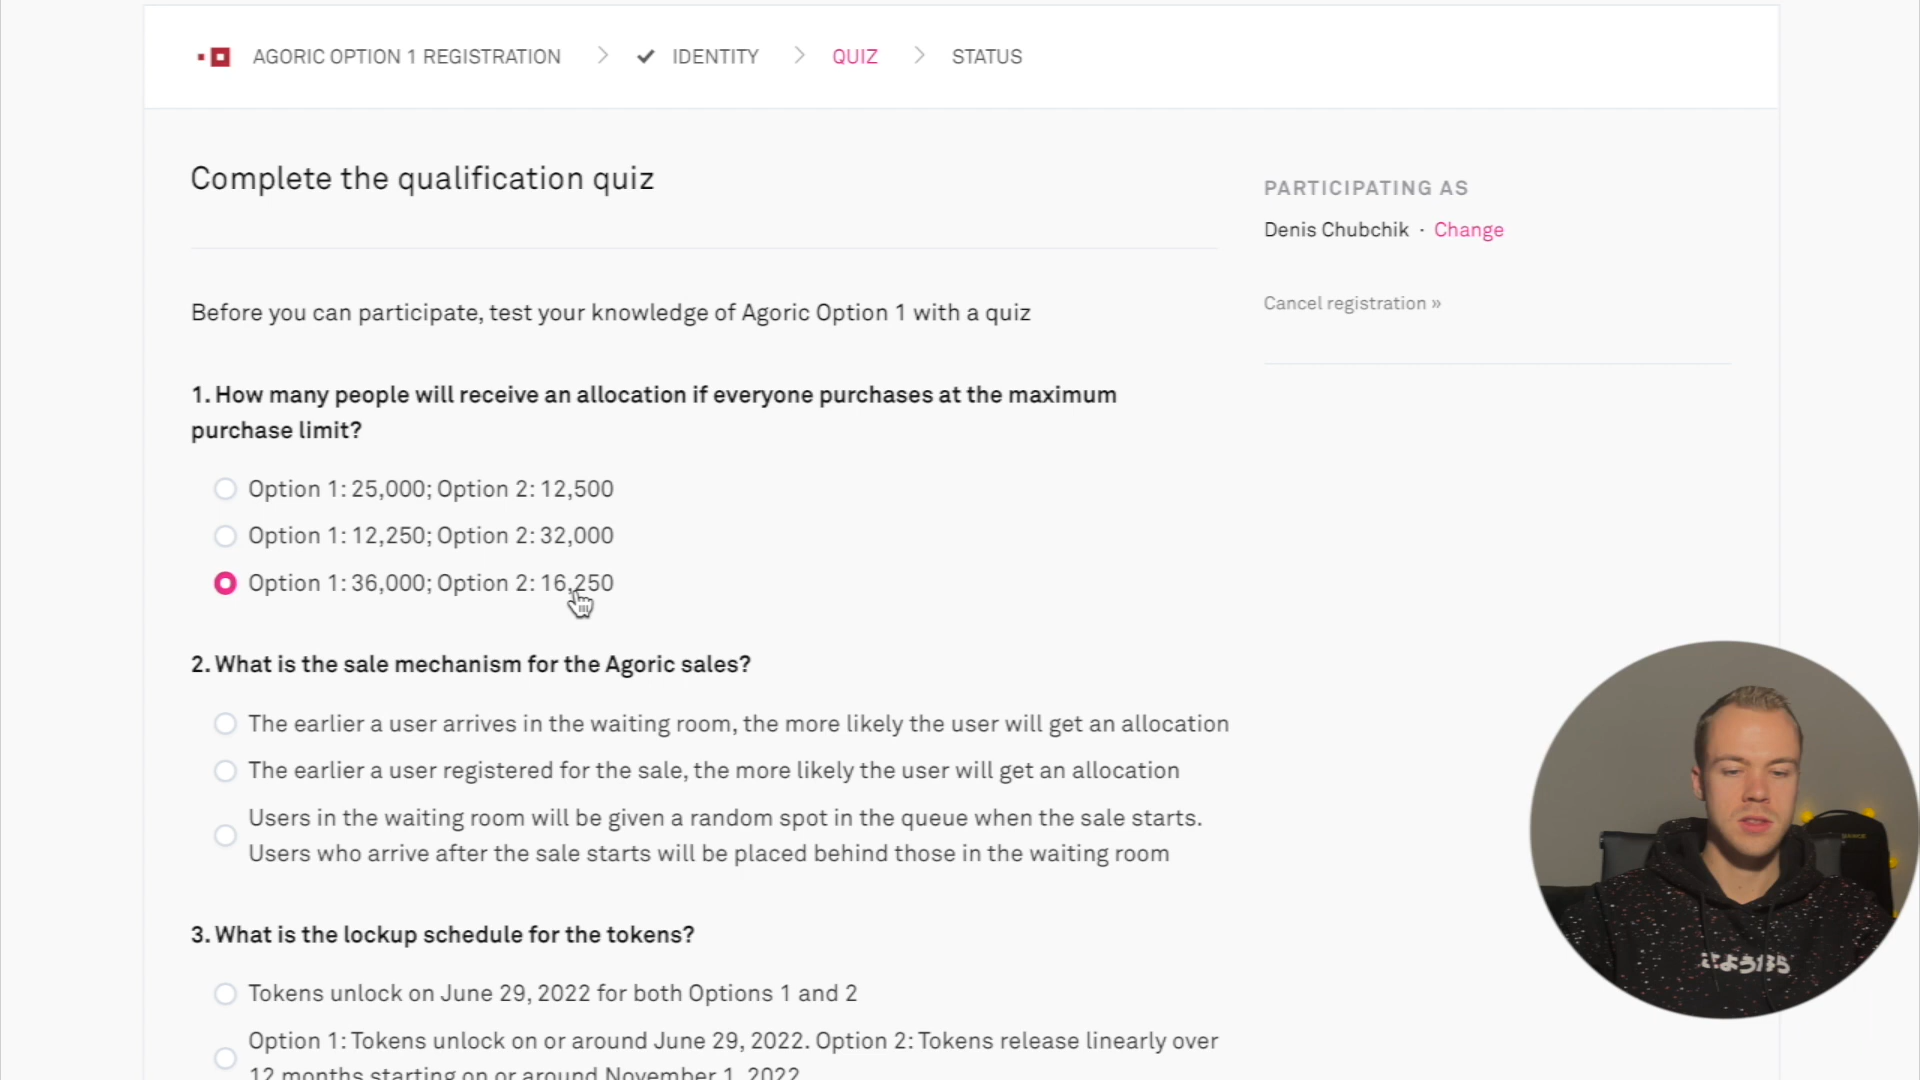 AGORIC OPTION 1 REGISTRATION
IDENTITY
QUIZ
STATUS
Complete the qualification quiz
PARTICIPATING AS
Denis Chubchik · Change
Cancel registration »
Before you can participate, test your knowledge of Agoric Option 1 with a quiz
1. How many people will receive an allocation if everyone purchases at the maximum
purchase limit?
Option 1: 25,000; Option 2: 12,500
Option 1: 12,250; Option 2: 32,000
Option 1: 36,000; Option 2: 16,250
2. What is the sale mechanism for the Agoric sales?
The earlier a user arrives in the waiting room, the more likely the user will get an allocation
The earlier a user registered for the sale, the more likely the user will get an allocation
Users in the waiting room will be given a random spot in the queue when the sale starts.
Users who arrive after the sale starts will be placed behind those in the waiting room
3. What is the lockup schedule for the tokens?
Tokens unlock on June 29, 2022 for both Options 1 and 2
Option 1: Tokens unlock on or around June 29, 2022. Option 2: Tokens release linearly over
12 months starting on or around November 1, 2022